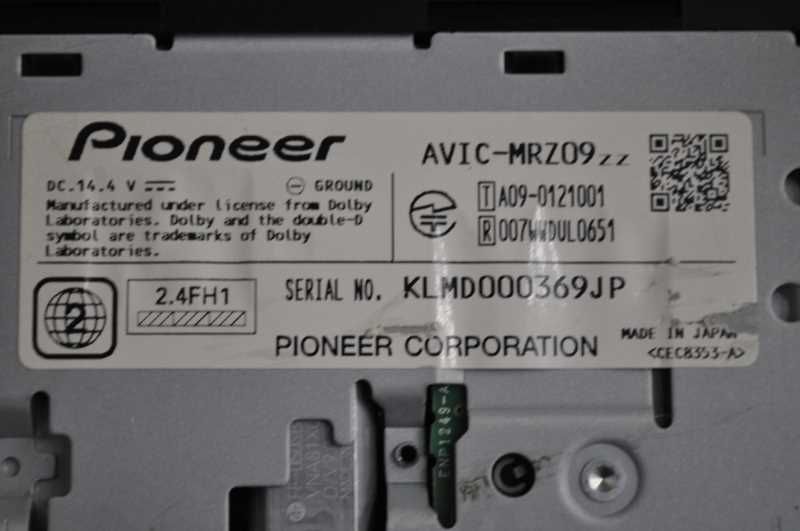 Pioneer
AVIC-MRZ09zz
DC.14.4 V
GROUND
Manufactured under license from Dolby
Laboratories. Dolby and the double-D
symbol are trademarks of Dolby
Laboratories.
T A09-0121001
R 007WWDUL0651
2
2.4FH1
SERIAL NO. KLMD000369JP
PIONEER CORPORATION
MADE IN JAPAN
<CEC8353-A>